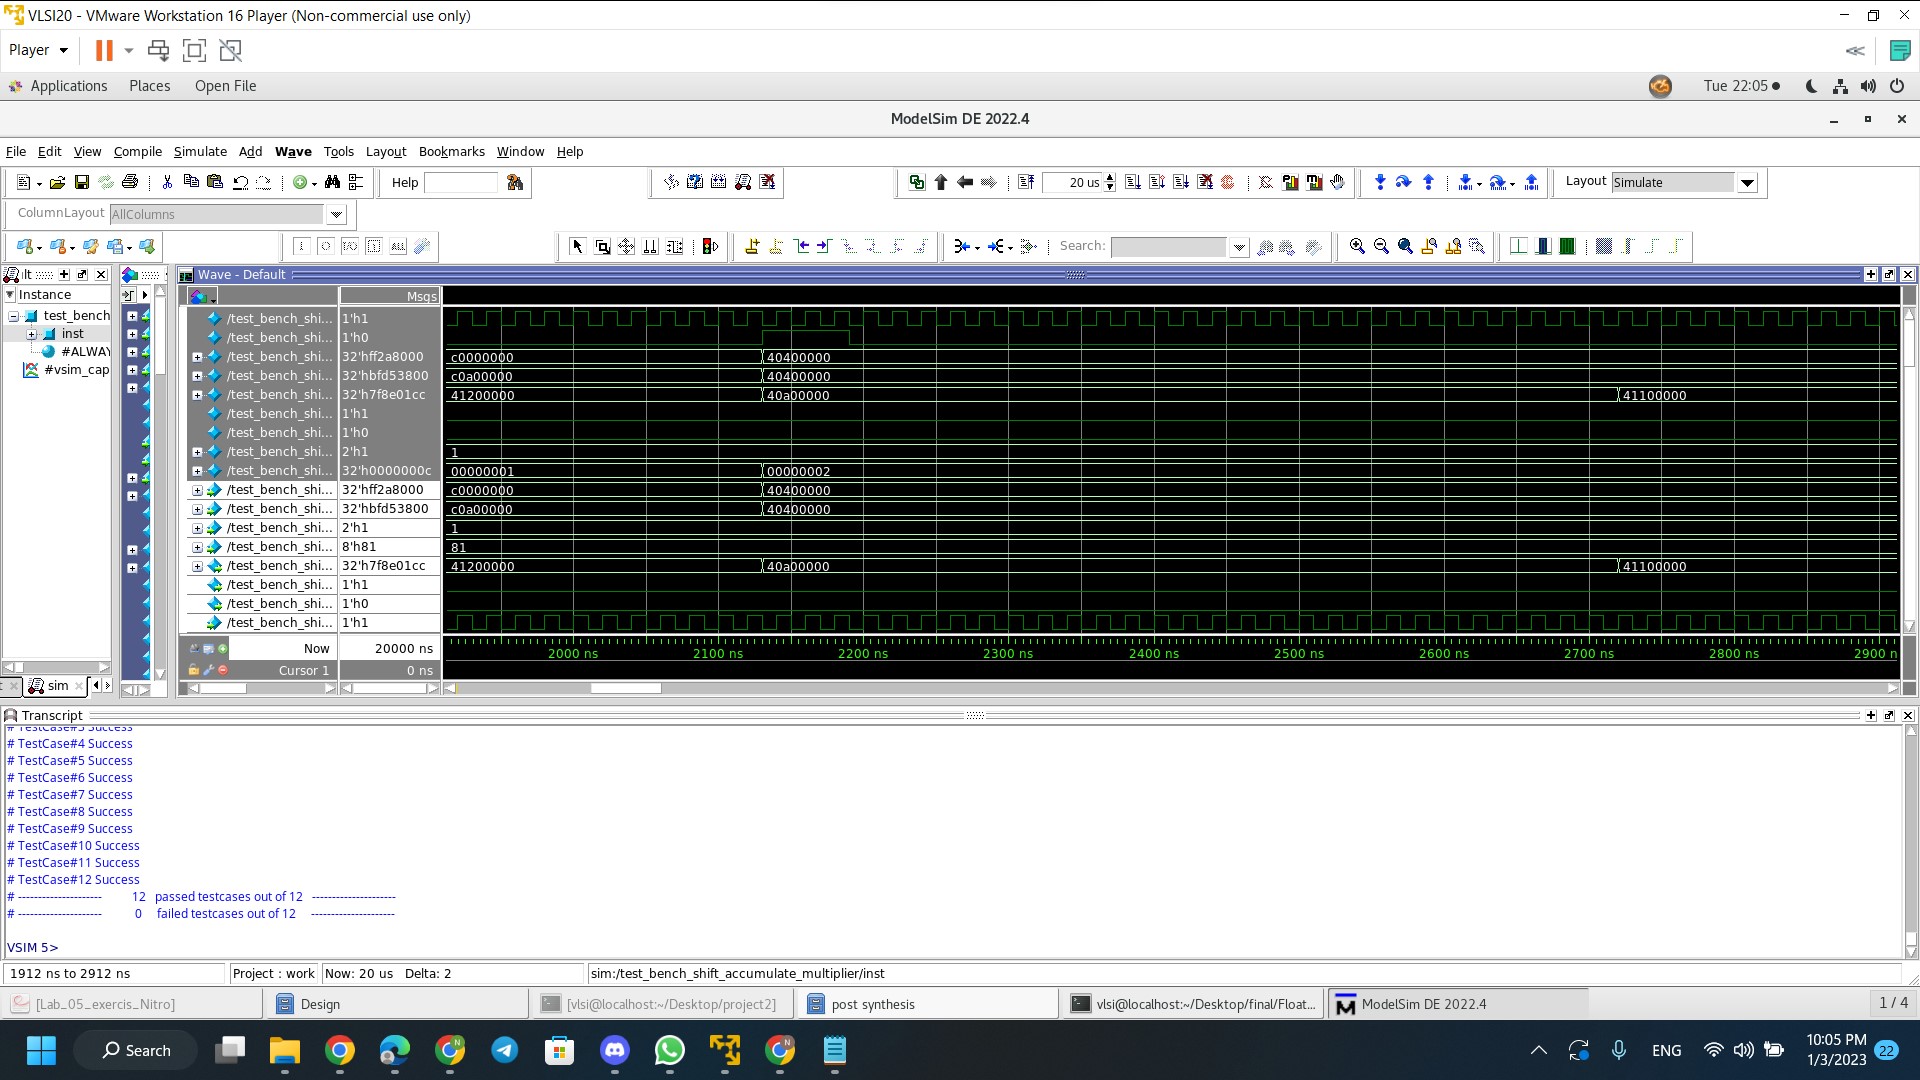 VLSI20 - VMware Workstation 16 Player (Non-commercial use only)
Player
Applications Places Open File Tue 22:05
ModelSim DE 2022.4
File Edit View Compile Simulate Add Wave Tools Layout Bookmarks Window Help
Help 20 us Layout Simulate
ColumnLayout AllColumns
Search:
Wave - Default
Instance
test_bench
inst
#ALWAY
#vsim_cap
sim
Msgs
/test_bench_shi... 1'h1
/test_bench_shi... 1'h0
/test_bench_shi... 32'hff2a8000 c0000000 40400000
/test_bench_shi... 32'hbfd53800 c0a00000 40400000
/test_bench_shi... 32'h7f8e01cc 41200000 40a00000 41100000
/test_bench_shi... 1'h1
/test_bench_shi... 1'h0
/test_bench_shi... 2'h1 1
/test_bench_shi... 32'h0000000c 00000001 00000002
/test_bench_shi... 32'hff2a8000 c0000000 40400000
/test_bench_shi... 32'hbfd53800 c0a00000 40400000
/test_bench_shi... 2'h1 1
/test_bench_shi... 8'h81 81
/test_bench_shi... 32'h7f8e01cc 41200000 40a00000 41100000
/test_bench_shi... 1'h1
/test_bench_shi... 1'h0
/test_bench_shi... 1'h1
Now 20000 ns 2000 ns 2100 ns 2200 ns 2300 ns 2400 ns 2500 ns 2600 ns 2700 ns 2800 ns 2900 n
Cursor 1 0 ns
Transcript
# TestCase#3 Success
# TestCase#4 Success
# TestCase#5 Success
# TestCase#6 Success
# TestCase#7 Success
# TestCase#8 Success
# TestCase#9 Success
# TestCase#10 Success
# TestCase#11 Success
# TestCase#12 Success
# --------------------- 12 passed testcases out of 12 ---------------------
# --------------------- 0 failed testcases out of 12 ---------------------
VSIM 5>
1912 ns to 2912 ns Project : work Now: 20 us Delta: 2 sim:/test_bench_shift_accumulate_multiplier/inst
[Lab_05_exercis_Nitro] Design [vlsi@localhost:~/Desktop/project2] post synthesis vlsi@localhost:~/Desktop/final/Float... ModelSim DE 2022.4 1 / 4
Search ENG 10:05 PM
1/3/2023 22